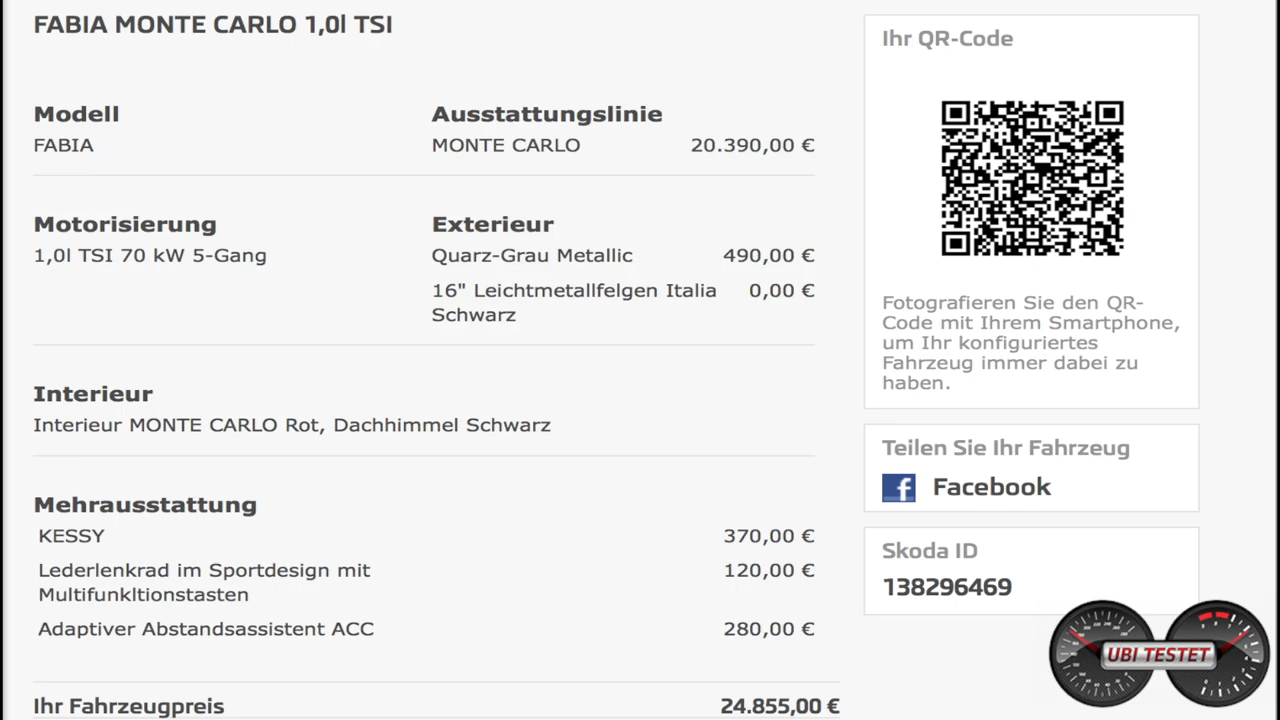 FABIA MONTE CARLO 1,0l TSI
Modell
FABIA
Ausstattungslinie
MONTE CARLO 20.390,00 €
Motorisierung
1,0l TSI 70 kW 5-Gang
Exterieur
Quarz-Grau Metallic 490,00 €
16" Leichtmetallfelgen Italia 0,00 €
Schwarz
Interieur
Interieur MONTE CARLO Rot, Dachhimmel Schwarz
Mehrausstattung
KESSY 370,00 €
Lederlenkrad im Sportdesign mit 120,00 €
Multifunkltionstasten
Adaptiver Abstandsassistent ACC 280,00 €
Ihr Fahrzeugpreis 24.855,00 €
Ihr QR-Code
Fotografieren Sie den QR-
Code mit Ihrem Smartphone,
um Ihr konfiguriertes
Fahrzeug immer dabei zu
haben.
Teilen Sie Ihr Fahrzeug
f Facebook
Skoda ID
138296469
UBI TESTET